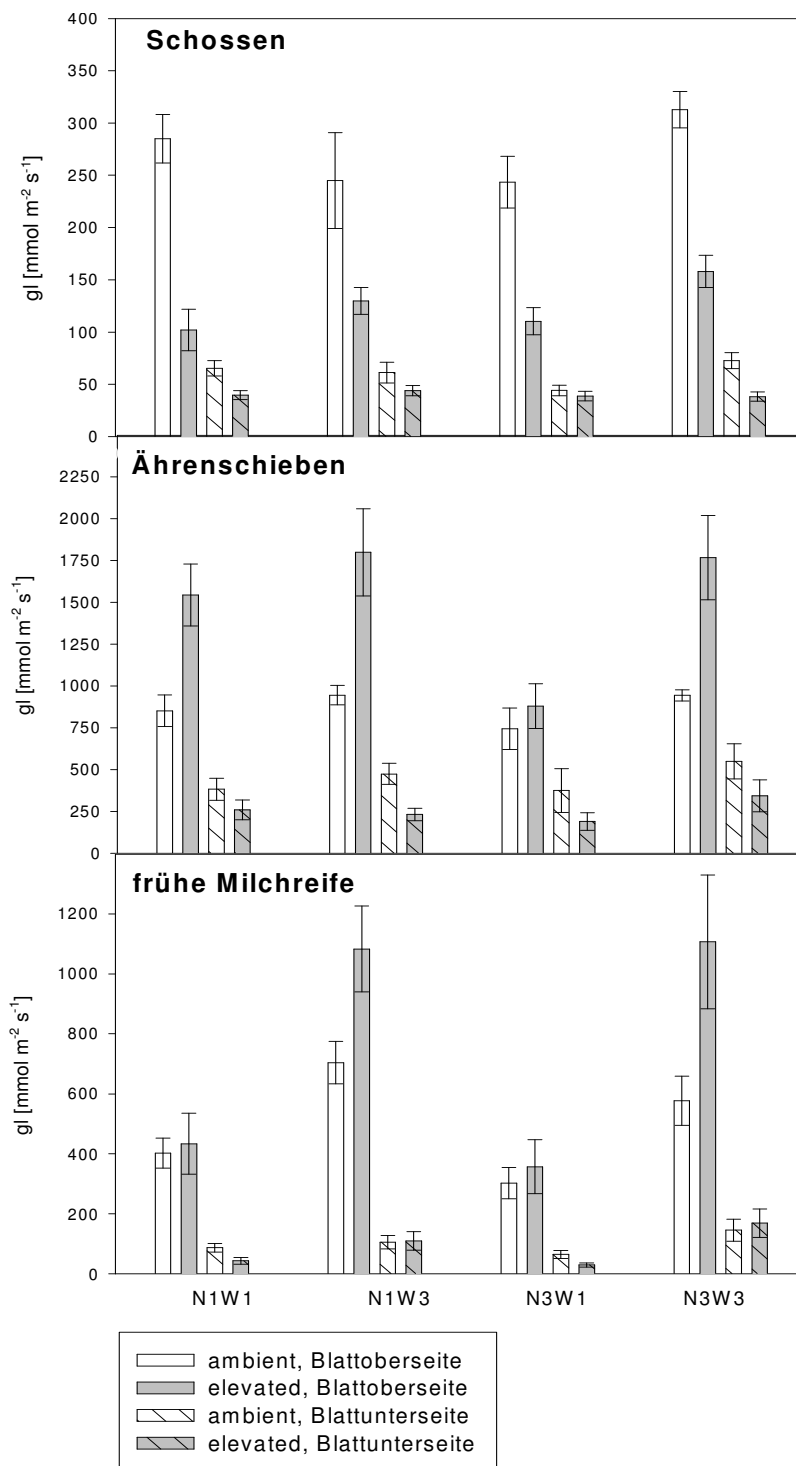 Schossen
400
350
300
250
200
150
100
50
0
gl [mmol m⁻² s⁻¹]
Ährenschieben
2250
2000
1750
1500
1250
1000
750
500
250
0
gl [mmol m⁻² s⁻¹]
frühe Milchreife
1200
1000
800
600
400
200
0
gl [mmol m⁻² s⁻¹]
N1W1 N1W3 N3W1 N3W3
ambient, Blattoberseite
elevated, Blattoberseite
ambient, Blattunterseite
elevated, Blattunterseite